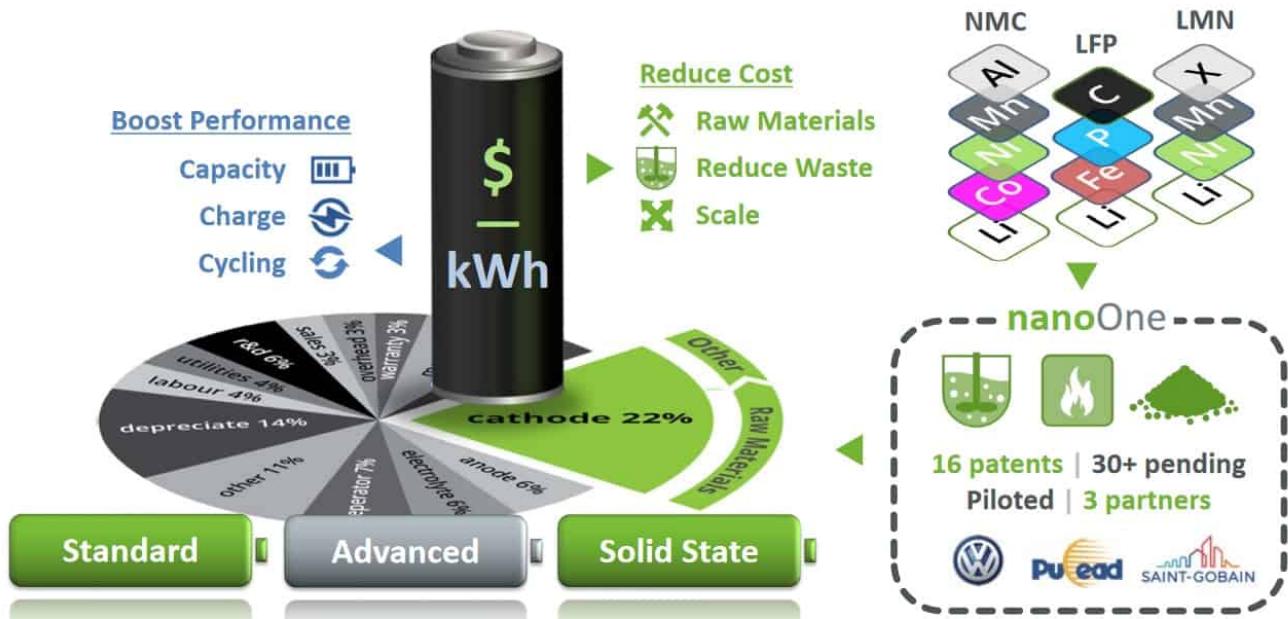 NMC
LFP
LMN
Al
Mn
Ni
Co
Li
C
P
Fe
Li
X
Mn
Ni
Li
Boost Performance
Capacity
Charge
Cycling
$
kWh
Reduce Cost
Raw Materials
Reduce Waste
Scale
sales 3%
overhead 3%
warranty 3%
r&d 6%
utilities 4%
labour 4%
depreciate 14%
other 11%
eperator 7%
electrolyte 6%
anode 6%
cathode 22%
Other
Raw Materials
nanoOne
16 patents | 30+ pending
Piloted | 3 partners
VW
Pulead
SAINT-GOBAIN
Standard
Advanced
Solid State